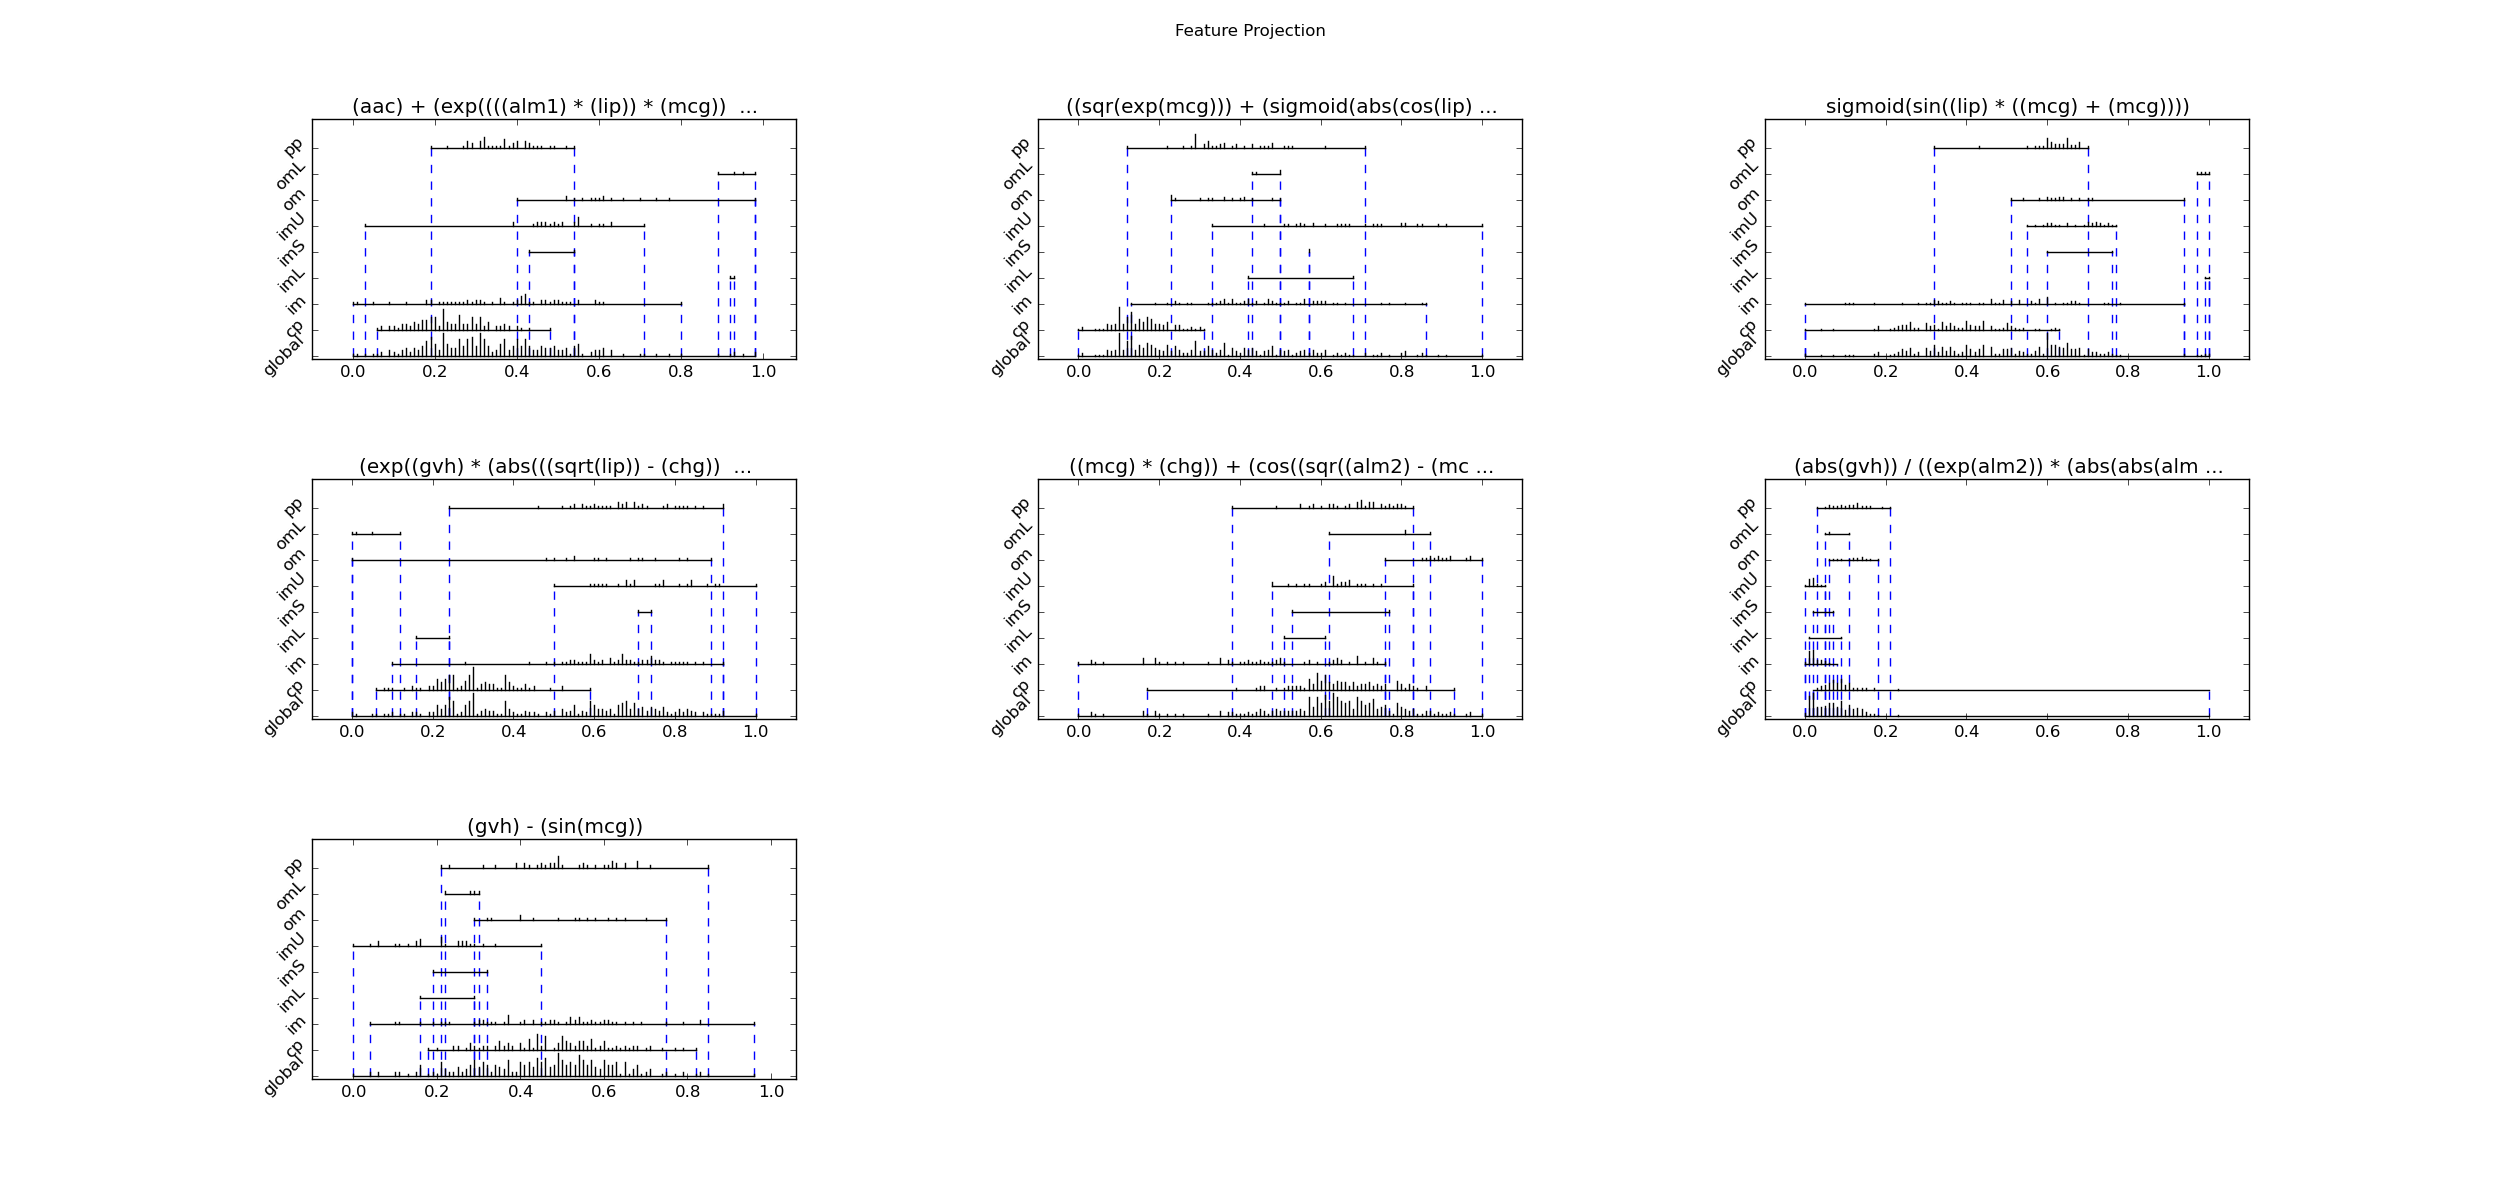 Feature Projection
(aac) + (exp((((alm1) * (lip)) * (mcg))  ...
pp
omL
om
imU
imS
imL
im
cp
global
0.0 0.2 0.4 0.6 0.8 1.0
((sqr(exp(mcg))) + (sigmoid(abs(cos(lip) ...
pp
omL
om
imU
imS
imL
im
cp
global
0.0 0.2 0.4 0.6 0.8 1.0
sigmoid(sin((lip) * ((mcg) + (mcg))))
pp
omL
om
imU
imS
imL
im
cp
global
0.0 0.2 0.4 0.6 0.8 1.0
(exp((gvh) * (abs(((sqrt(lip)) - (chg))  ...
pp
omL
om
imU
imS
imL
im
cp
global
0.0 0.2 0.4 0.6 0.8 1.0
((mcg) * (chg)) + (cos((sqr((alm2) - (mc ...
pp
omL
om
imU
imS
imL
im
cp
global
0.0 0.2 0.4 0.6 0.8 1.0
(abs(gvh)) / ((exp(alm2)) * (abs(abs(alm ...
pp
omL
om
imU
imS
imL
im
cp
global
0.0 0.2 0.4 0.6 0.8 1.0
(gvh) - (sin(mcg))
pp
omL
om
imU
imS
imL
im
cp
global
0.0 0.2 0.4 0.6 0.8 1.0